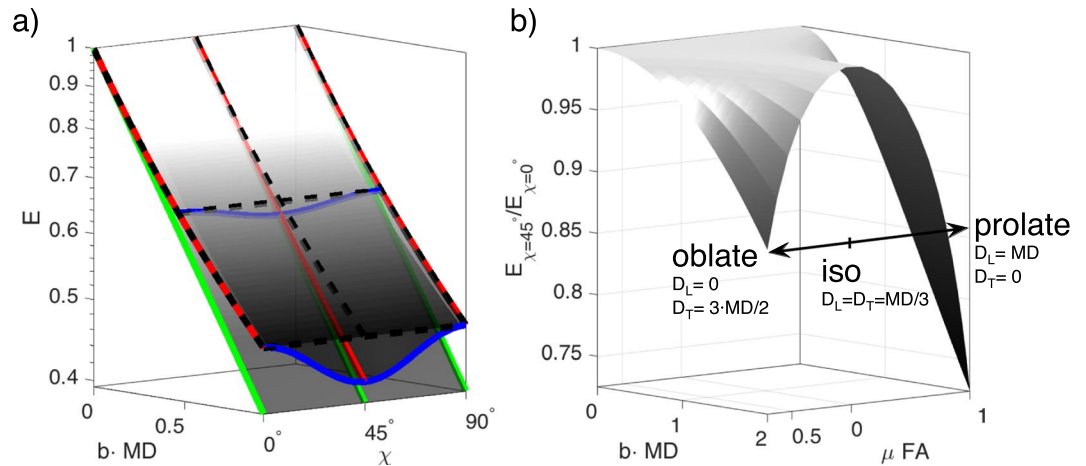 a)
1
0.9
0.8
0.7
0.6
0.5
0.4
E
0
0.5
b· MD
0°
45°
90°
χ
b)
1
0.95
0.9
0.85
0.8
0.75
E χ=45°/E χ=0°
oblate
D_L= 0
D_T= 3·MD/2
iso
D_L=D_T=MD/3
prolate
D_L= MD
D_T= 0
0
1
2
b· MD
0.5
0
1
μ FA